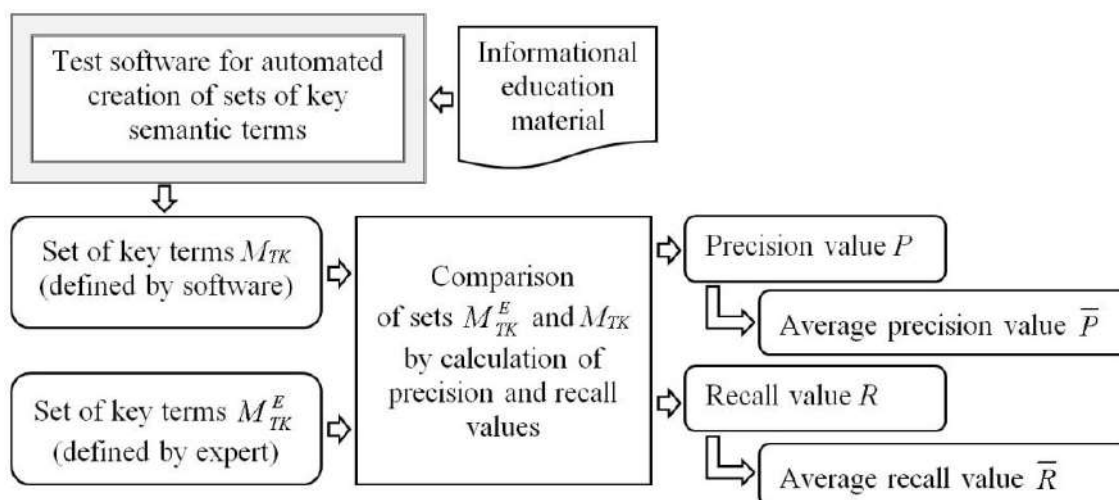 Test software for automated
creation of sets of key
semantic terms
Informational
education
material
Set of key terms M_TK
(defined by software)
Set of key terms M^E_TK
(defined by expert)
Comparison
of sets M^E_TK and M_TK
by calculation of
precision and recall
values
Precision value P
Average precision value P̅
Recall value R
Average recall value R̅